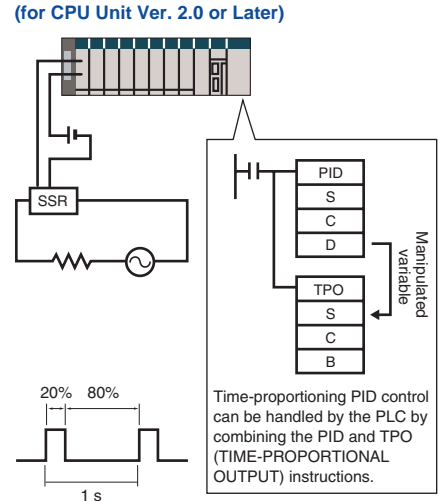 (for CPU Unit Ver. 2.0 or Later)
SSR
PID
S
C
D
Manipulated
variable
TPO
S
C
B
Time-proportioning PID control
can be handled by the PLC by
combining the PID and TPO
(TIME-PROPORTIONAL
OUTPUT) instructions.
20% 80%
1 s